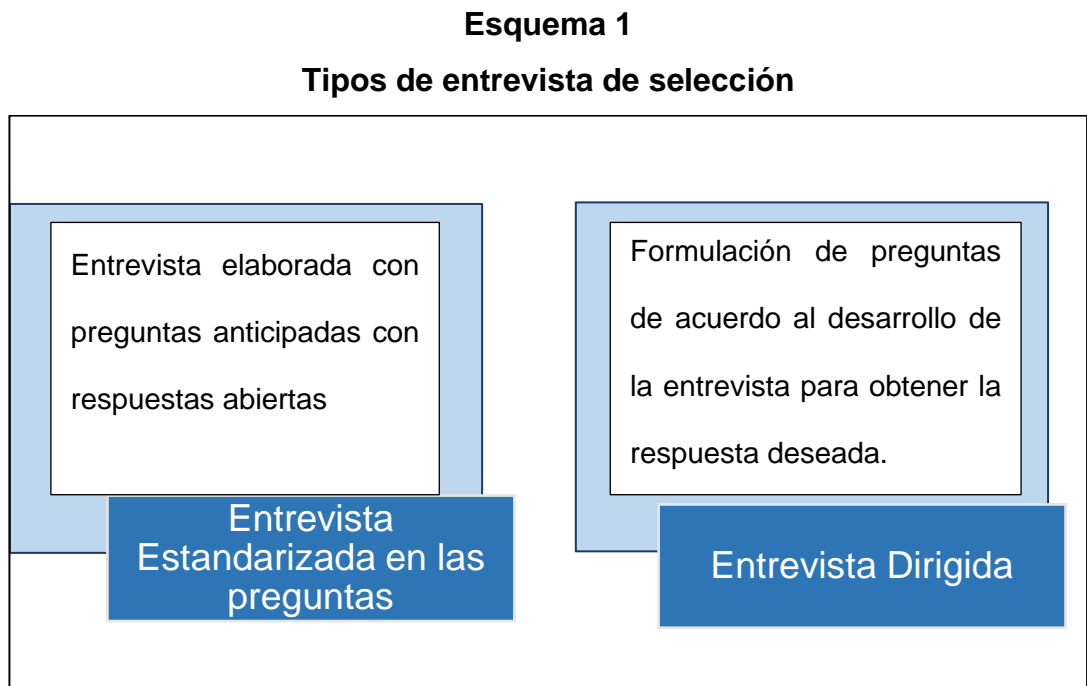 Esquema 1
Tipos de entrevista de selección
Entrevista elaborada con
preguntas anticipadas con
respuestas abiertas
Entrevista
Estandarizada en las
preguntas
Formulación de preguntas
de acuerdo al desarrollo de
la entrevista para obtener la
respuesta deseada.
Entrevista Dirigida